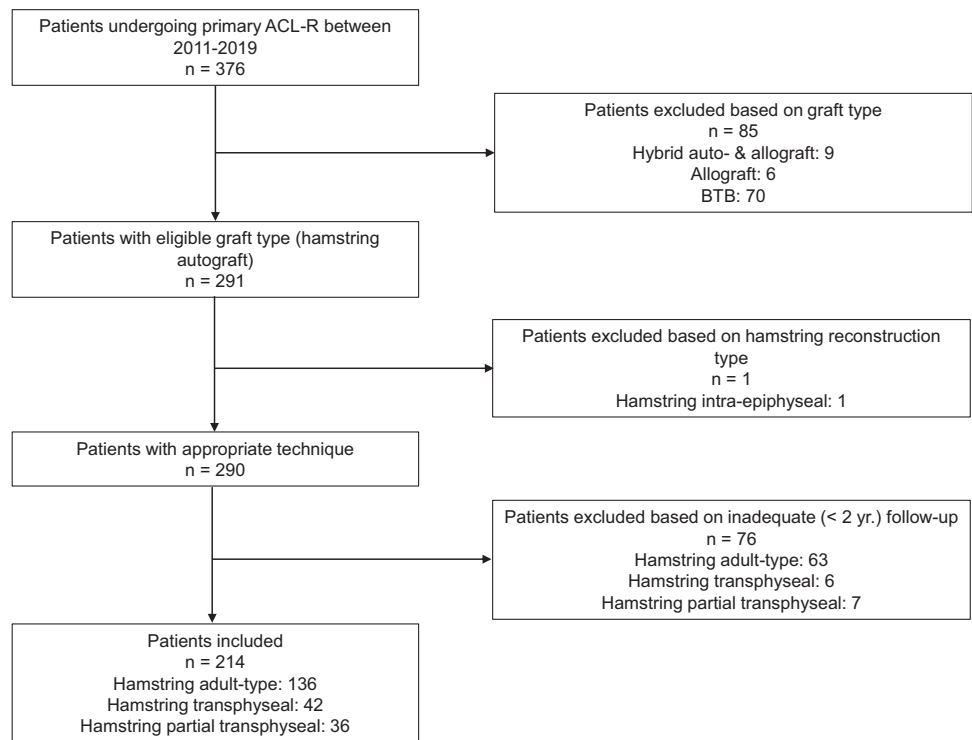 Patients undergoing primary ACL-R between
2011-2019
n = 376
Patients excluded based on graft type
n = 85
Hybrid auto- & allograft: 9
Allograft: 6
BTB: 70
Patients with eligible graft type (hamstring
autograft)
n = 291
Patients excluded based on hamstring reconstruction
type
n = 1
Hamstring intra-epiphyseal: 1
Patients with appropriate technique
n = 290
Patients excluded based on inadequate (< 2 yr.) follow-up
n = 76
Hamstring adult-type: 63
Hamstring transphyseal: 6
Hamstring partial transphyseal: 7
Patients included
n = 214
Hamstring adult-type: 136
Hamstring transphyseal: 42
Hamstring partial transphyseal: 36